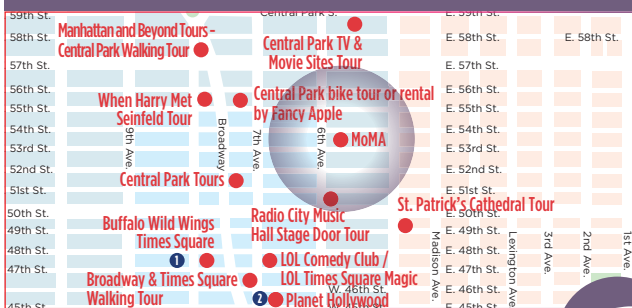 59th St.
Central Park S.
E. 59th St.
58th St.
Manhattan and Beyond Tours –
Central Park Walking Tour
Central Park TV &
Movie Sites Tour
E. 58th St.
E. 58th St.
57th St.
E. 57th St.
56th St.
When Harry Met
Seinfeld Tour
Central Park bike tour or rental
by Fancy Apple
E. 56th St.
55th St.
E. 55th St.
54th St.
9th Ave.
Broadway
7th Ave.
6th Ave.
MoMA
E. 54th St.
53rd St.
E. 53rd St.
52nd St.
Central Park Tours
E. 52nd St.
51st St.
E. 51st St.
St. Patrick's Cathedral Tour
50th St.
Radio City Music
Hall Stage Door Tour
E. 50th St.
49th St.
Buffalo Wild Wings
Times Square
E. 49th St.
48th St.
1
E. 48th St.
Madison Ave.
Lexington Ave.
3rd Ave.
2nd Ave.
1st Ave.
47th St.
LOL Comedy Club /
LOL Times Square Magic
E. 47th St.
Broadway & Times Square
Walking Tour
W. 46th St.
E. 46th St.
2
Planet Hollywood
45th St.
E. 45th St.